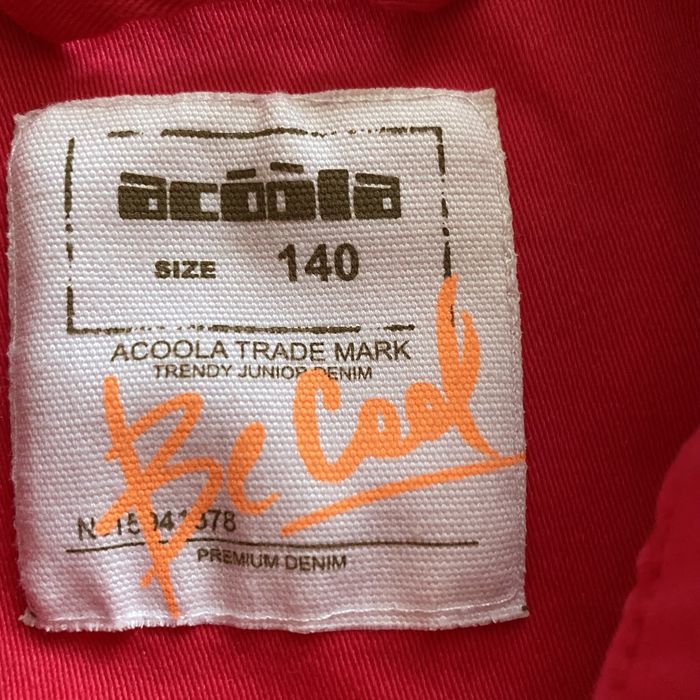 acoola
SIZE 140
ACOOLA TRADE MARK
TRENDY JUNIOR DENIM
Be Cool
PREMIUM DENIM